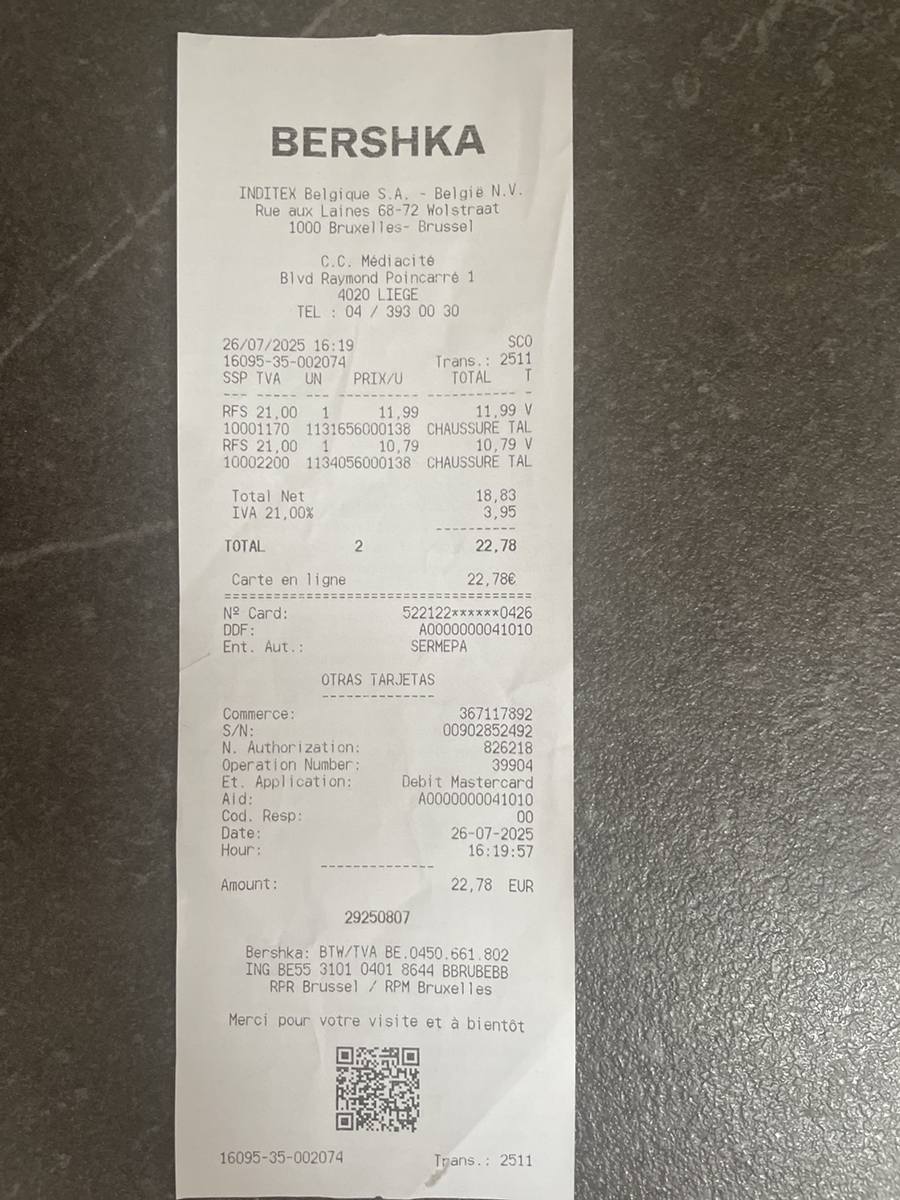 BERSHKA
INDITEX Belgique S.A. - België N.V.
Rue aux Laines 68-72 Wolstraat
1000 Bruxelles- Brussel
C.C. Médiacité
Blvd Raymond Poincarré 1
4020 LIEGE
TEL : 04 / 393 00 30
26/07/2025 16:19 SCO
16095-35-002074 Trans.: 2511
SSP TVA UN PRIX/U TOTAL T
--- ----- --- ---------- ----------- -
RFS 21,00 1 11,99 11,99 V
10001170 1131656000138 CHAUSSURE TAL
RFS 21,00 1 10,79 10,79 V
10002200 1134056000138 CHAUSSURE TAL
Total Net 18,83
IVA 21,00% 3,95
----------
TOTAL 2 22,78
Carte en ligne 22,78€
======================================
Nº Card: 522122******0426
DDF: A0000000041010
Ent. Aut.: SERMEPA
OTRAS TARJETAS
--------------
Commerce: 367117892
S/N: 00902852492
N. Authorization: 826218
Operation Number: 39904
Et. Application: Debit Mastercard
Aid: A0000000041010
Cod. Resp: 00
Date: 26-07-2025
Hour: 16:19:57
--------------
Amount: 22,78 EUR
29250807
Bershka: BTW/TVA BE.0450.661.802
ING BE55 3101 0401 8644 BBRUBEBB
RPR Brussel / RPM Bruxelles
Merci pour votre visite et à bientôt
16095-35-002074 Trans.: 2511